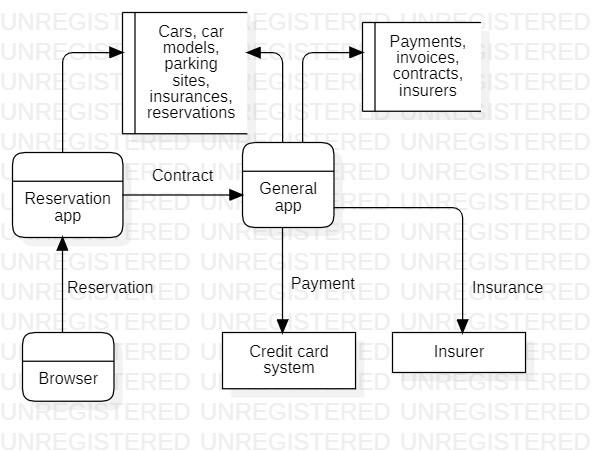 Cars, car
models,
parking
sites,
insurances,
reservations
Payments,
invoices,
contracts,
insurers
Contract
Reservation
app
General
app
Reservation
Payment
Insurance
Browser
Credit card
system
Insurer
UNREGISTERED UNREGISTERED UNREGISTERED